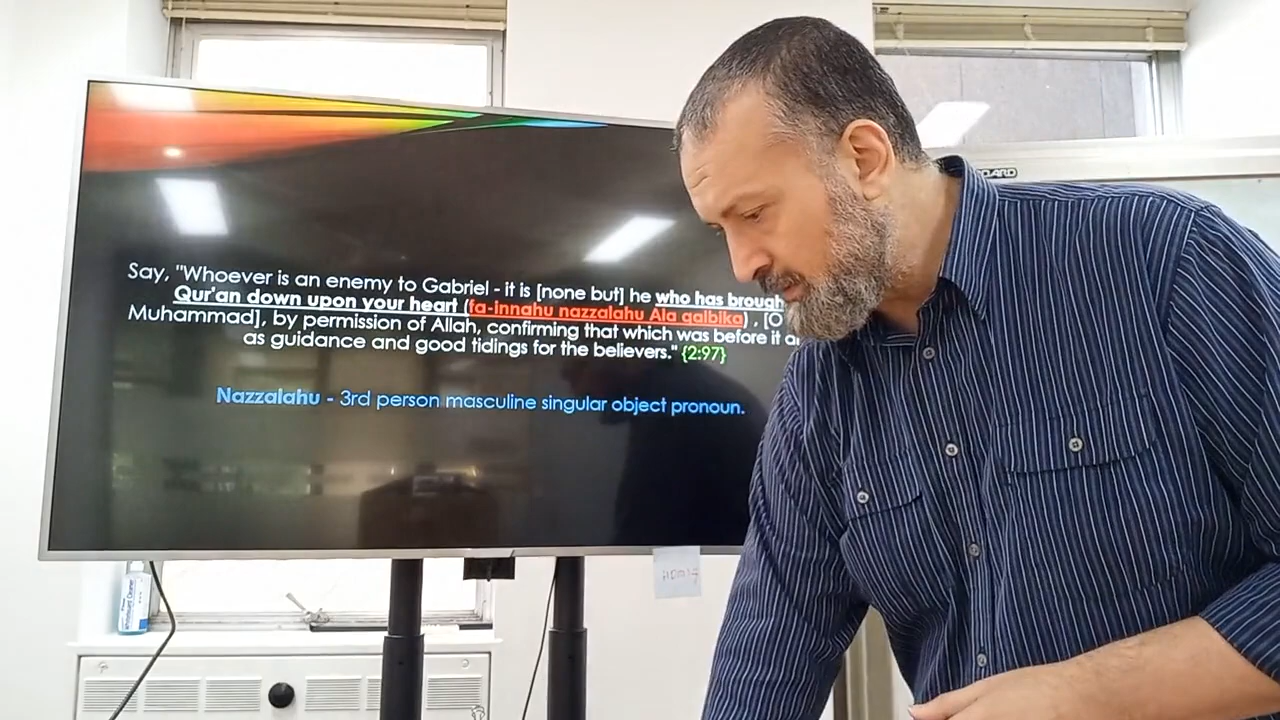 Say, "Whoever is an enemy to Gabriel - it is [none but] he who has brough
Qur'an down upon your heart (fa-innahu nazzalahu Ala qalbika) , [O
Muhammad], by permission of Allah, confirming that which was before it a
as guidance and good tidings for the believers." {2:97}
Nazzalahu - 3rd person masculine singular object pronoun.